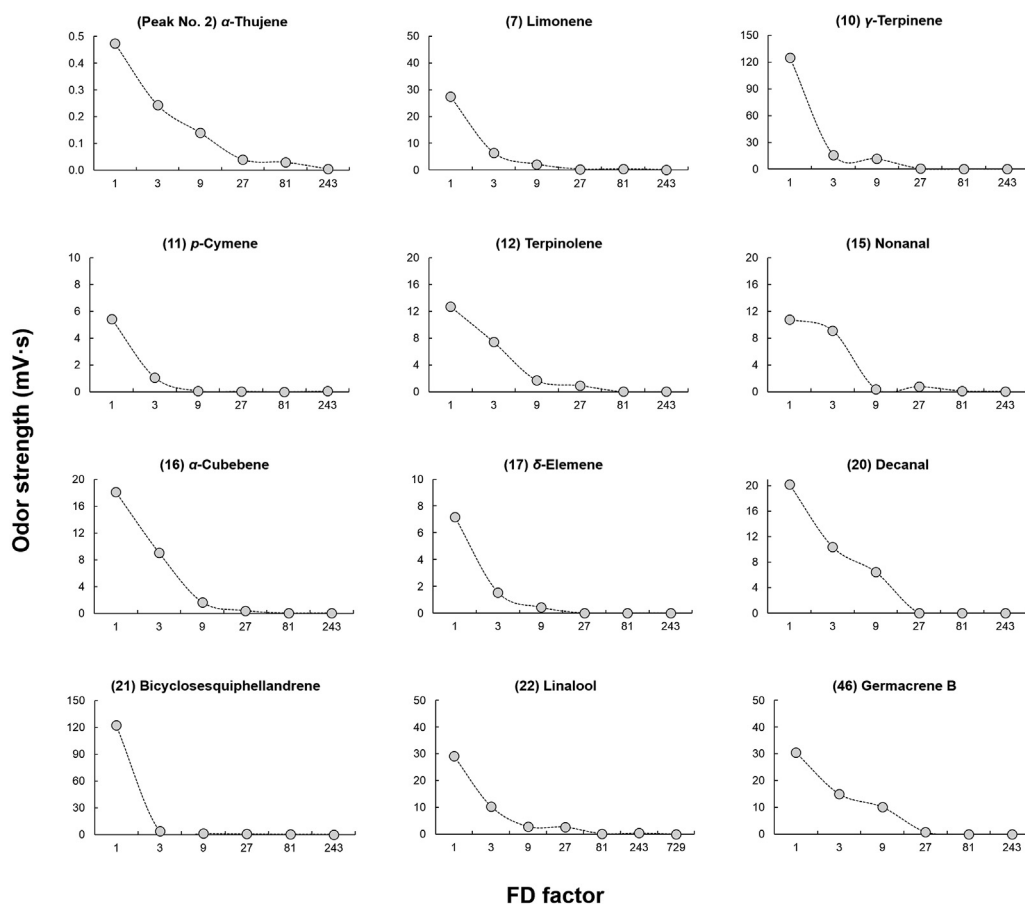 (Peak No. 2) α-Thujene
0.5
0.4
0.3
0.2
0.1
0.0
1 3 9 27 81 243
(7) Limonene
50
40
30
20
10
0
1 3 9 27 81 243
(10) γ-Terpinene
150
120
90
60
30
0
1 3 9 27 81 243
(11) p-Cymene
10
8
6
4
2
0
1 3 9 27 81 243
(12) Terpinolene
20
16
12
8
4
0
1 3 9 27 81 243
(15) Nonanal
20
16
12
8
4
0
1 3 9 27 81 243
Odor strength (mV·s)
(16) α-Cubebene
20
16
12
8
4
0
1 3 9 27 81 243
(17) δ-Elemene
10
8
6
4
2
0
1 3 9 27 81 243
(20) Decanal
20
16
12
8
4
0
1 3 9 27 81 243
(21) Bicyclosesquiphellandrene
150
120
90
60
30
0
1 3 9 27 81 243
(22) Linalool
50
40
30
20
10
0
1 3 9 27 81 243 729
(46) Germacrene B
50
40
30
20
10
0
1 3 9 27 81 243
FD factor